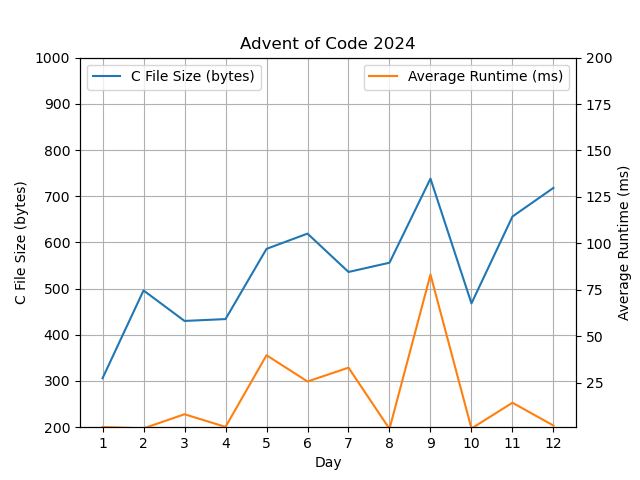 Advent of Code 2024
C File Size (bytes)
Average Runtime (ms)
1000
900
800
700
600
500
400
300
200
C File Size (bytes)
200
175
150
125
100
75
50
25
Average Runtime (ms)
1 2 3 4 5 6 7 8 9 10 11 12
Day